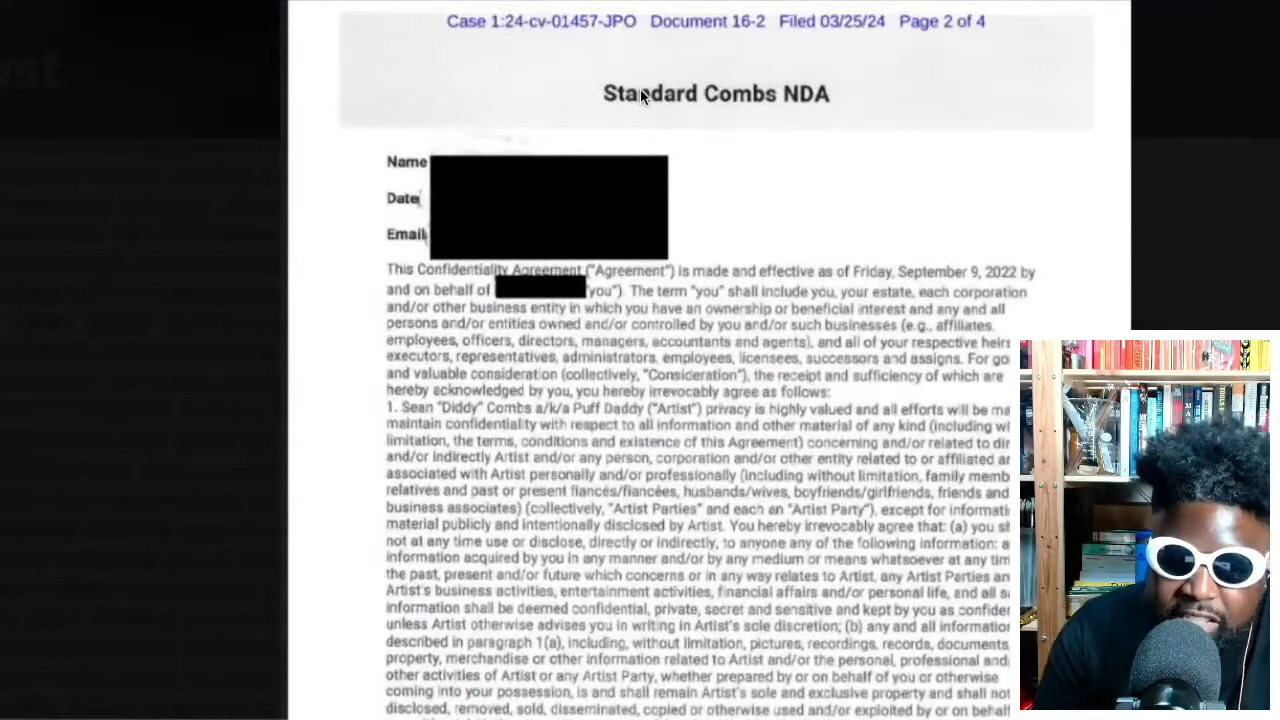 Case 1:24-cv-01457-JPO Document 16-2 Filed 03/25/24 Page 2 of 4
Standard Combs NDA
Name
Date
Email
This Confidentiality Agreement ("Agreement") is made and effective as of Friday, September 9, 2022 by
and on behalf of "you"). The term "you" shall include you, your estate, each corporation
and/or other business entity in which you have an ownership or beneficial interest and any and all
persons and/or entities owned and/or controlled by you and/or such businesses (e.g., affiliates,
employees, officers, directors, managers, accountants and agents), and all of your respective heirs
executors, representatives, administrators, employees, licensees, successors and assigns. For go
and valuable consideration (collectively, "Consideration"), the receipt and sufficiency of which are
hereby acknowledged by you, you hereby irrevocably agree as follows:
1. Sean "Diddy" Combs a/k/a Puff Daddy ("Artist") privacy is highly valued and all efforts will be ma
maintain confidentiality with respect to all information and other material of any kind (including wi
limitation, the terms, conditions and existence of this Agreement) concerning and/or related to dir
and/or indirectly Artist and/or any person, corporation and/or other entity related to or affiliated
associated with Artist personally and/or professionally (including without limitation, family memb
relatives and past or present fiancés/fiancées, husbands/wives, boyfriends/girlfriends, friends and
business associates) (collectively, "Artist Parties" and each an "Artist Party"), except for informati
material publicly and intentionally disclosed by Artist. You hereby irrevocably agree that: (a) you sh
not at any time use or disclose, directly or indirectly, to anyone any of the following information: a
information acquired by you in any manner and/or by any medium or means whatsoever at any tim
the past, present and/or future which concerns or in any way relates to Artist, any Artist Parties an
Artist's business activities, entertainment activities, financial affairs and/or personal life, and all s
information shall be deemed confidential, private, secret and sensitive and kept by you as confide
unless Artist otherwise advises you in writing in Artist's sole discretion; (b) any and all informatio
described in paragraph 1(a), including, without limitation, pictures, recordings, records, documents
property, merchandise or other information related to Artist and/or the personal, professional and
other activities of Artist or any Artist Party, whether prepared by or on behalf of you or otherwise
coming into your possession, is and shall remain Artist's sole and exclusive property and shall not
disclosed, removed, sold, disseminated, copied or otherwise used and/or exploited by or on behalf